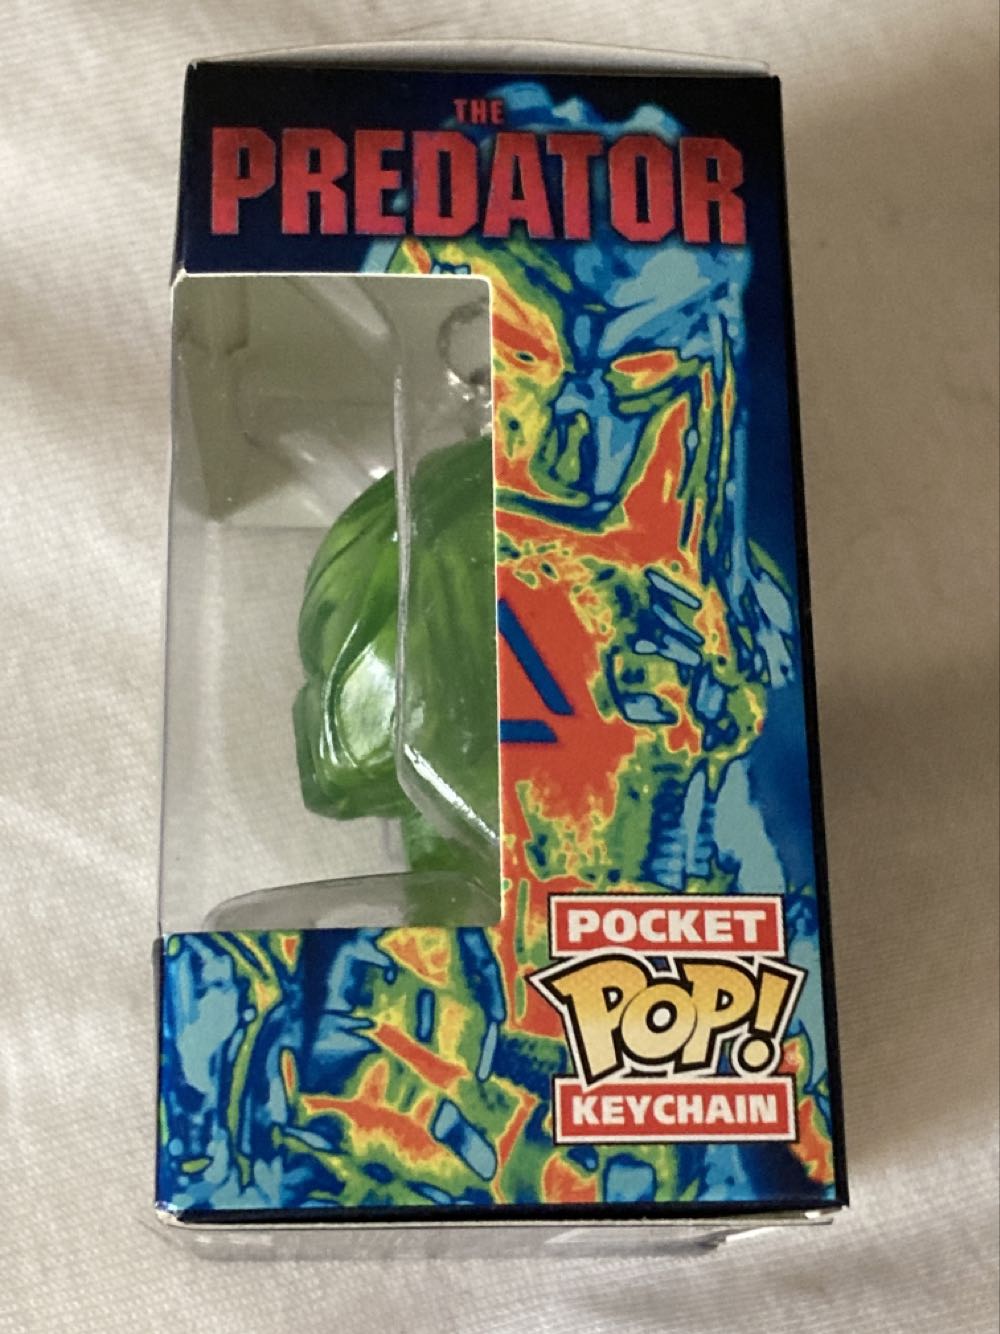 THE
PREDATOR
POCKET
POP!
KEYCHAIN